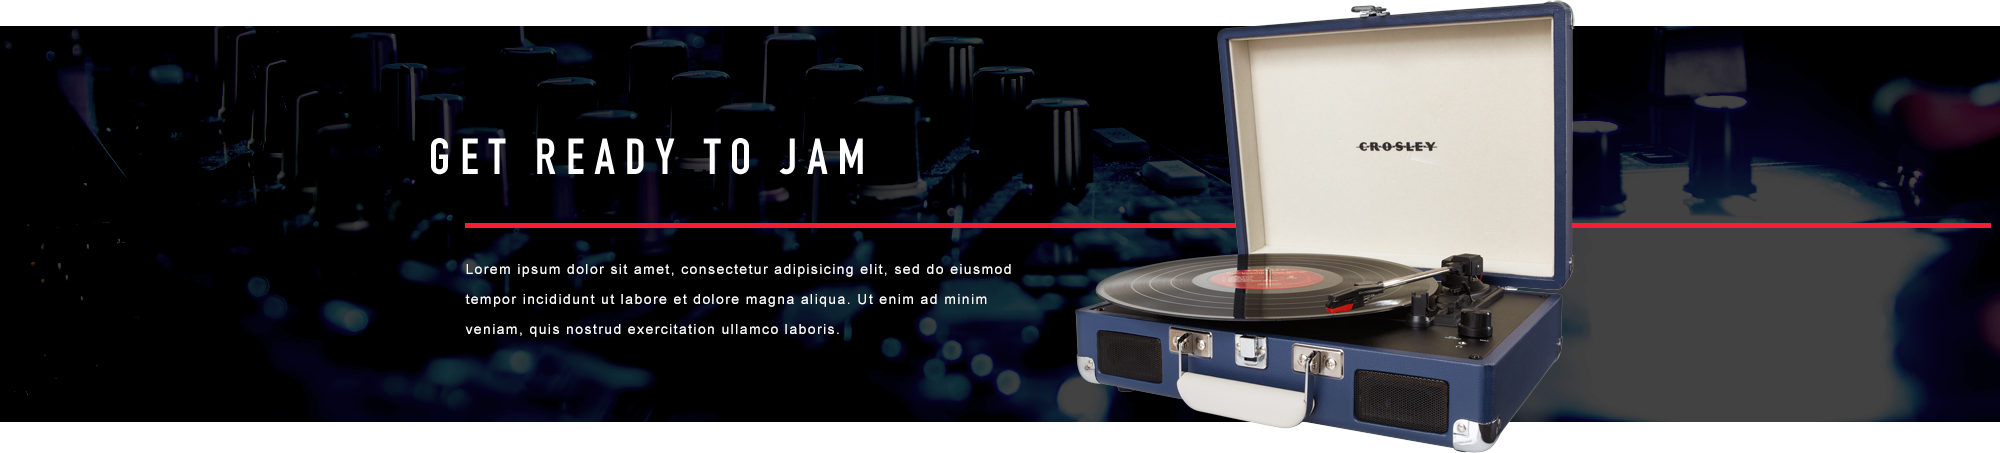 GET READY TO JAM
CROSLEY
Lorem ipsum dolor sit amet, consectetur adipisicing elit, sed do eiusmod
tempor incididunt ut labore et dolore magna aliqua. Ut enim ad minim
veniam, quis nostrud exercitation ullamco laboris.